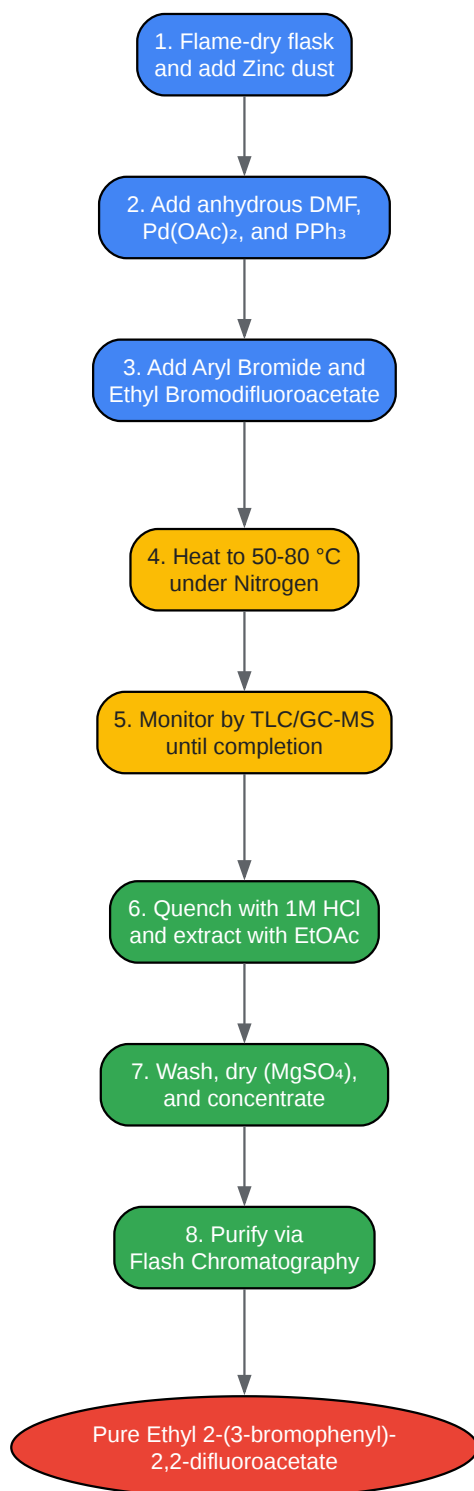 1. Flame-dry flask
and add Zinc dust
2. Add anhydrous DMF,
Pd(OAc)₂, and PPh₃
3. Add Aryl Bromide and
Ethyl Bromodifluoroacetate
4. Heat to 50-80 °C
under Nitrogen
5. Monitor by TLC/GC-MS
until completion
6. Quench with 1M HCl
and extract with EtOAc
7. Wash, dry (MgSO₄),
and concentrate
8. Purify via
Flash Chromatography
Pure Ethyl 2-(3-bromophenyl)-
2,2-difluoroacetate